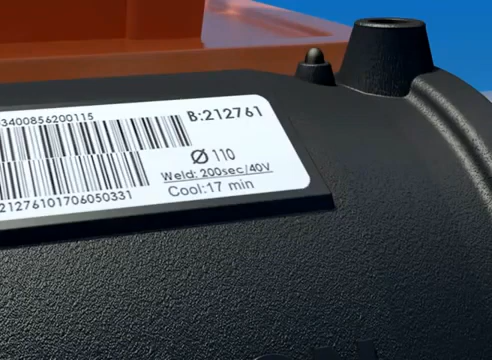 3400856200115
B:212761
Ø 110
Weld: 200sec/40V
Cool:17 min
21276101706050331